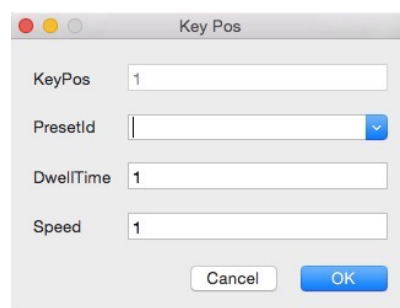 Key Pos
KeyPos 1
PresetId
DwellTime 1
Speed 1
Cancel OK